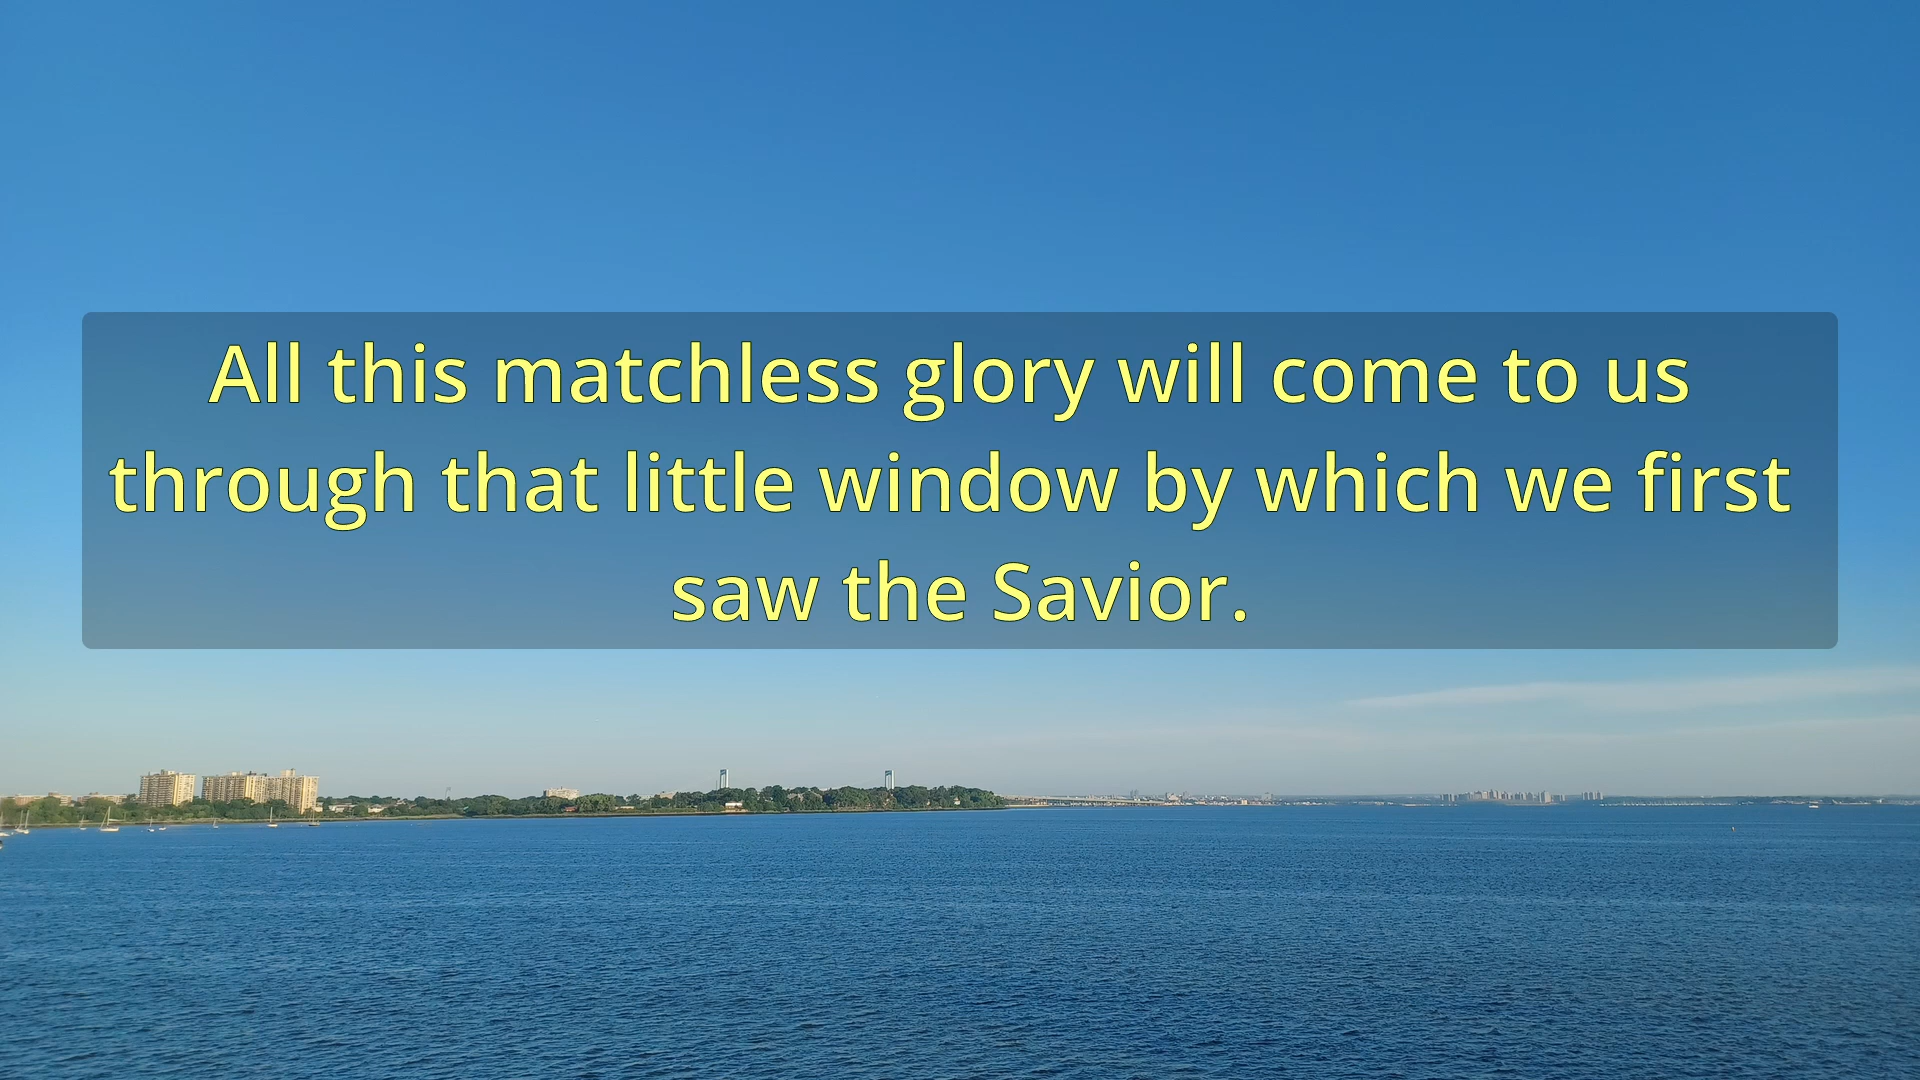 All this matchless glory will come to us
through that little window by which we first
saw the Savior.